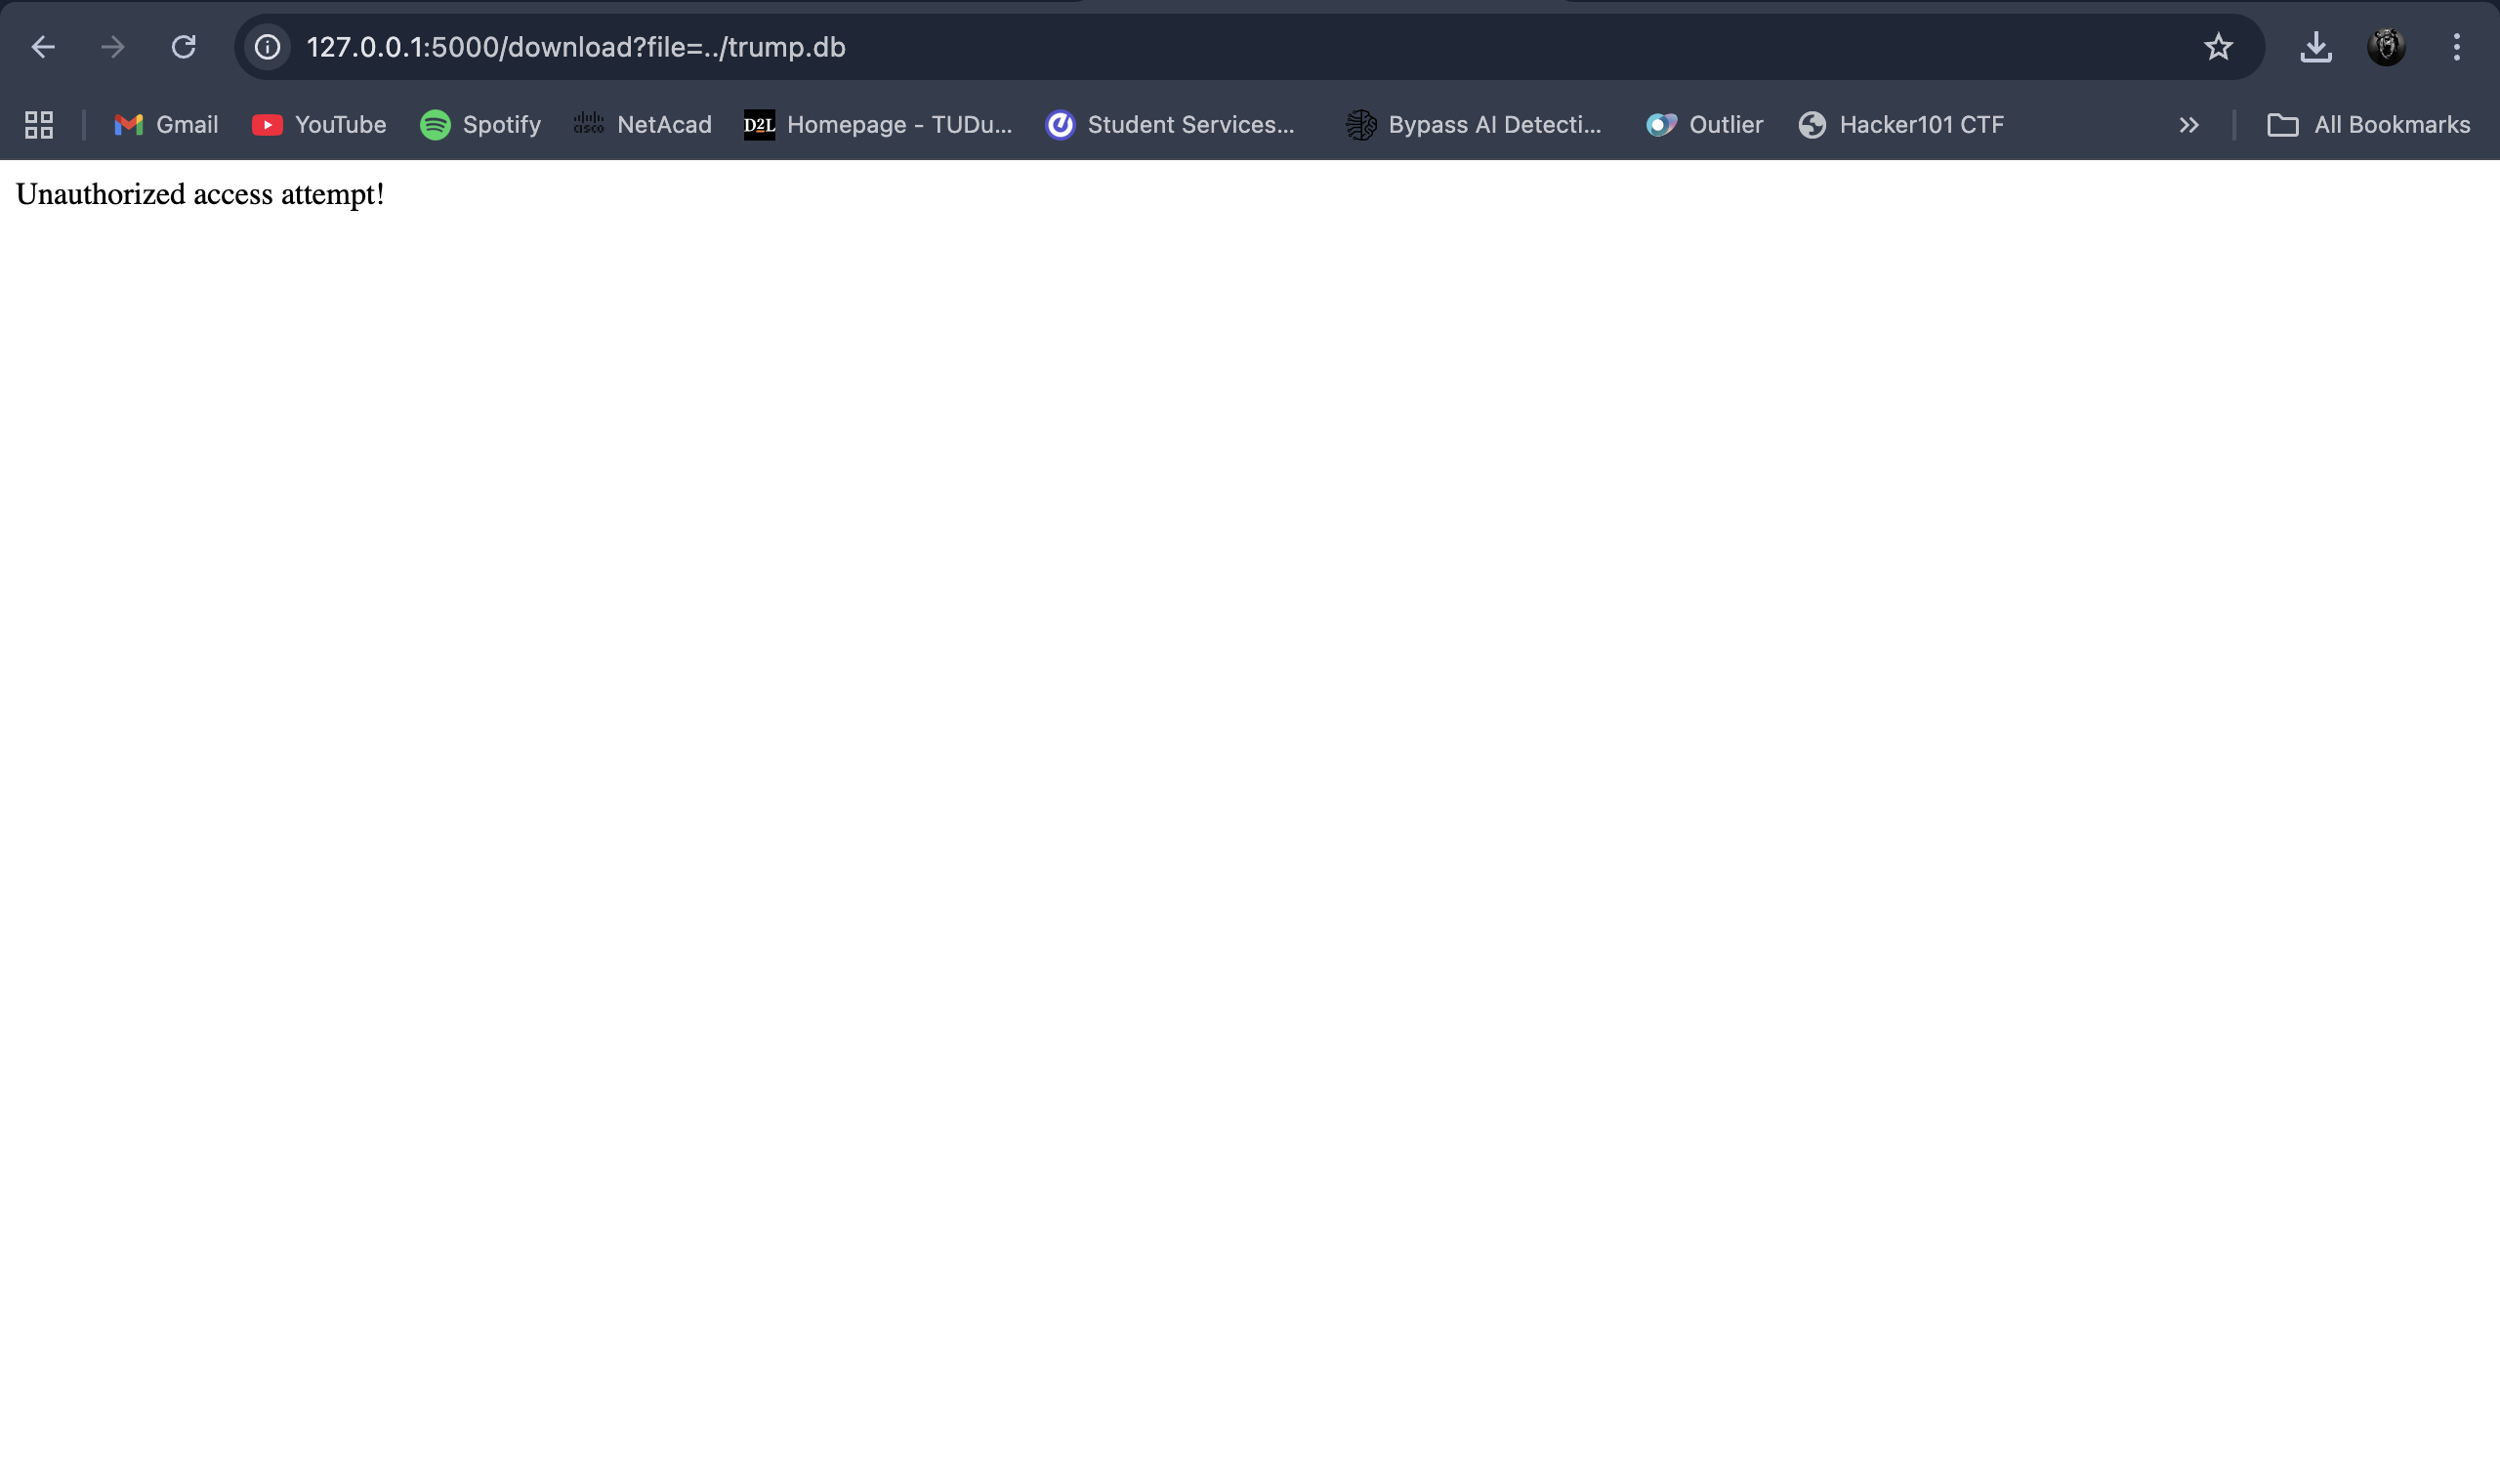 127.0.0.1:5000/download?file=../trump.db
Gmail YouTube Spotify CISCO NetAcad D2L Homepage - TUDu... Student Services... Bypass AI Detecti... Outlier Hacker101 CTF All Bookmarks
Unauthorized access attempt!